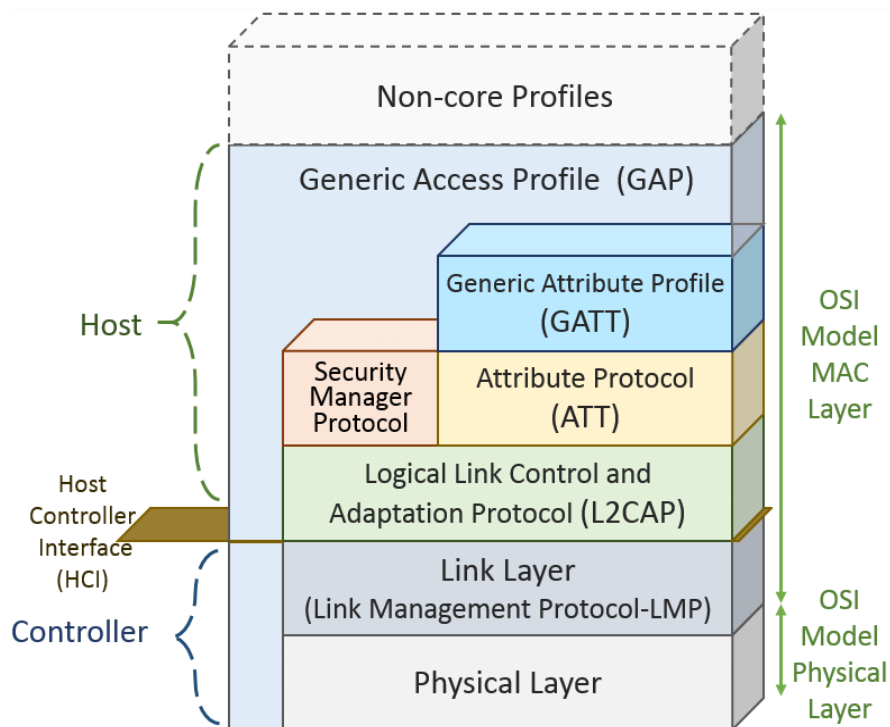 Non-core Profiles
Generic Access Profile (GAP)
Generic Attribute Profile
(GATT)
Host
Security
Manager
Protocol
Attribute Protocol
(ATT)
OSI
Model
MAC
Layer
Logical Link Control and
Adaptation Protocol (L2CAP)
Host
Controller
Interface
(HCI)
Link Layer
(Link Management Protocol-LMP)
Controller
Physical Layer
OSI
Model
Physical
Layer